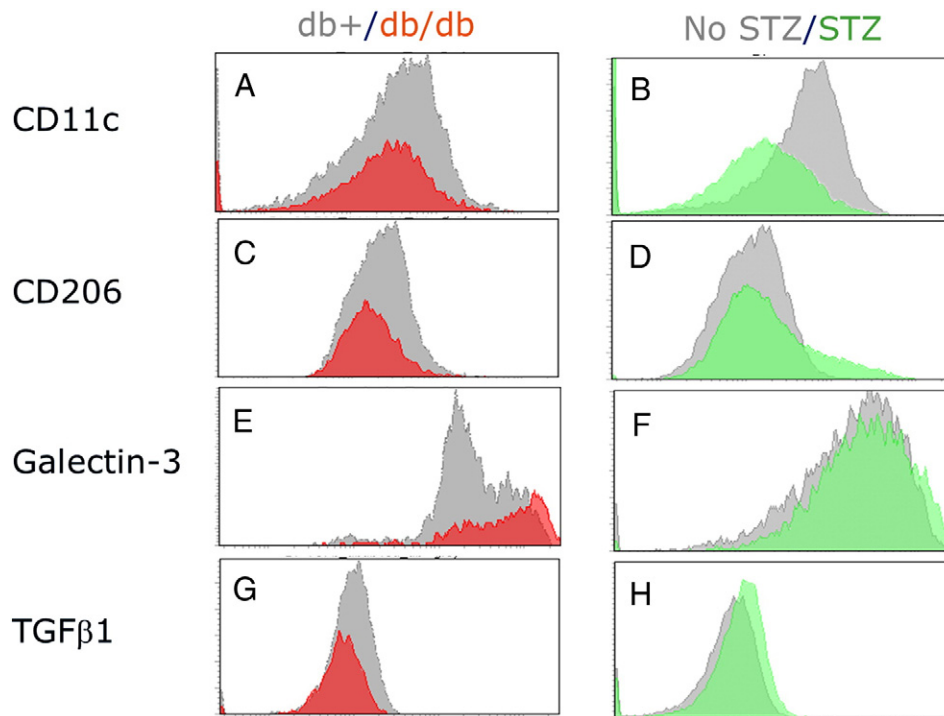 db+/db/db No STZ/STZ
CD11c A B
CD206 C D
Galectin-3 E F
TGFβ1 G H